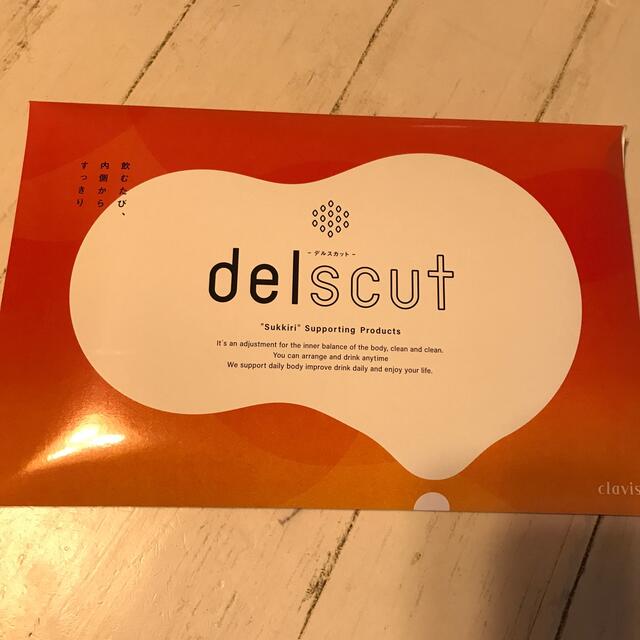 飲むたび、
内側から
すっきり
-デルスカット-
delscut
"Sukkiri" Supporting Products
It's an adjustment for the inner balance of the body, clean and clean.
You can arrange and drink anytime
We support daily body improve drink daily and enjoy your life.
clavis